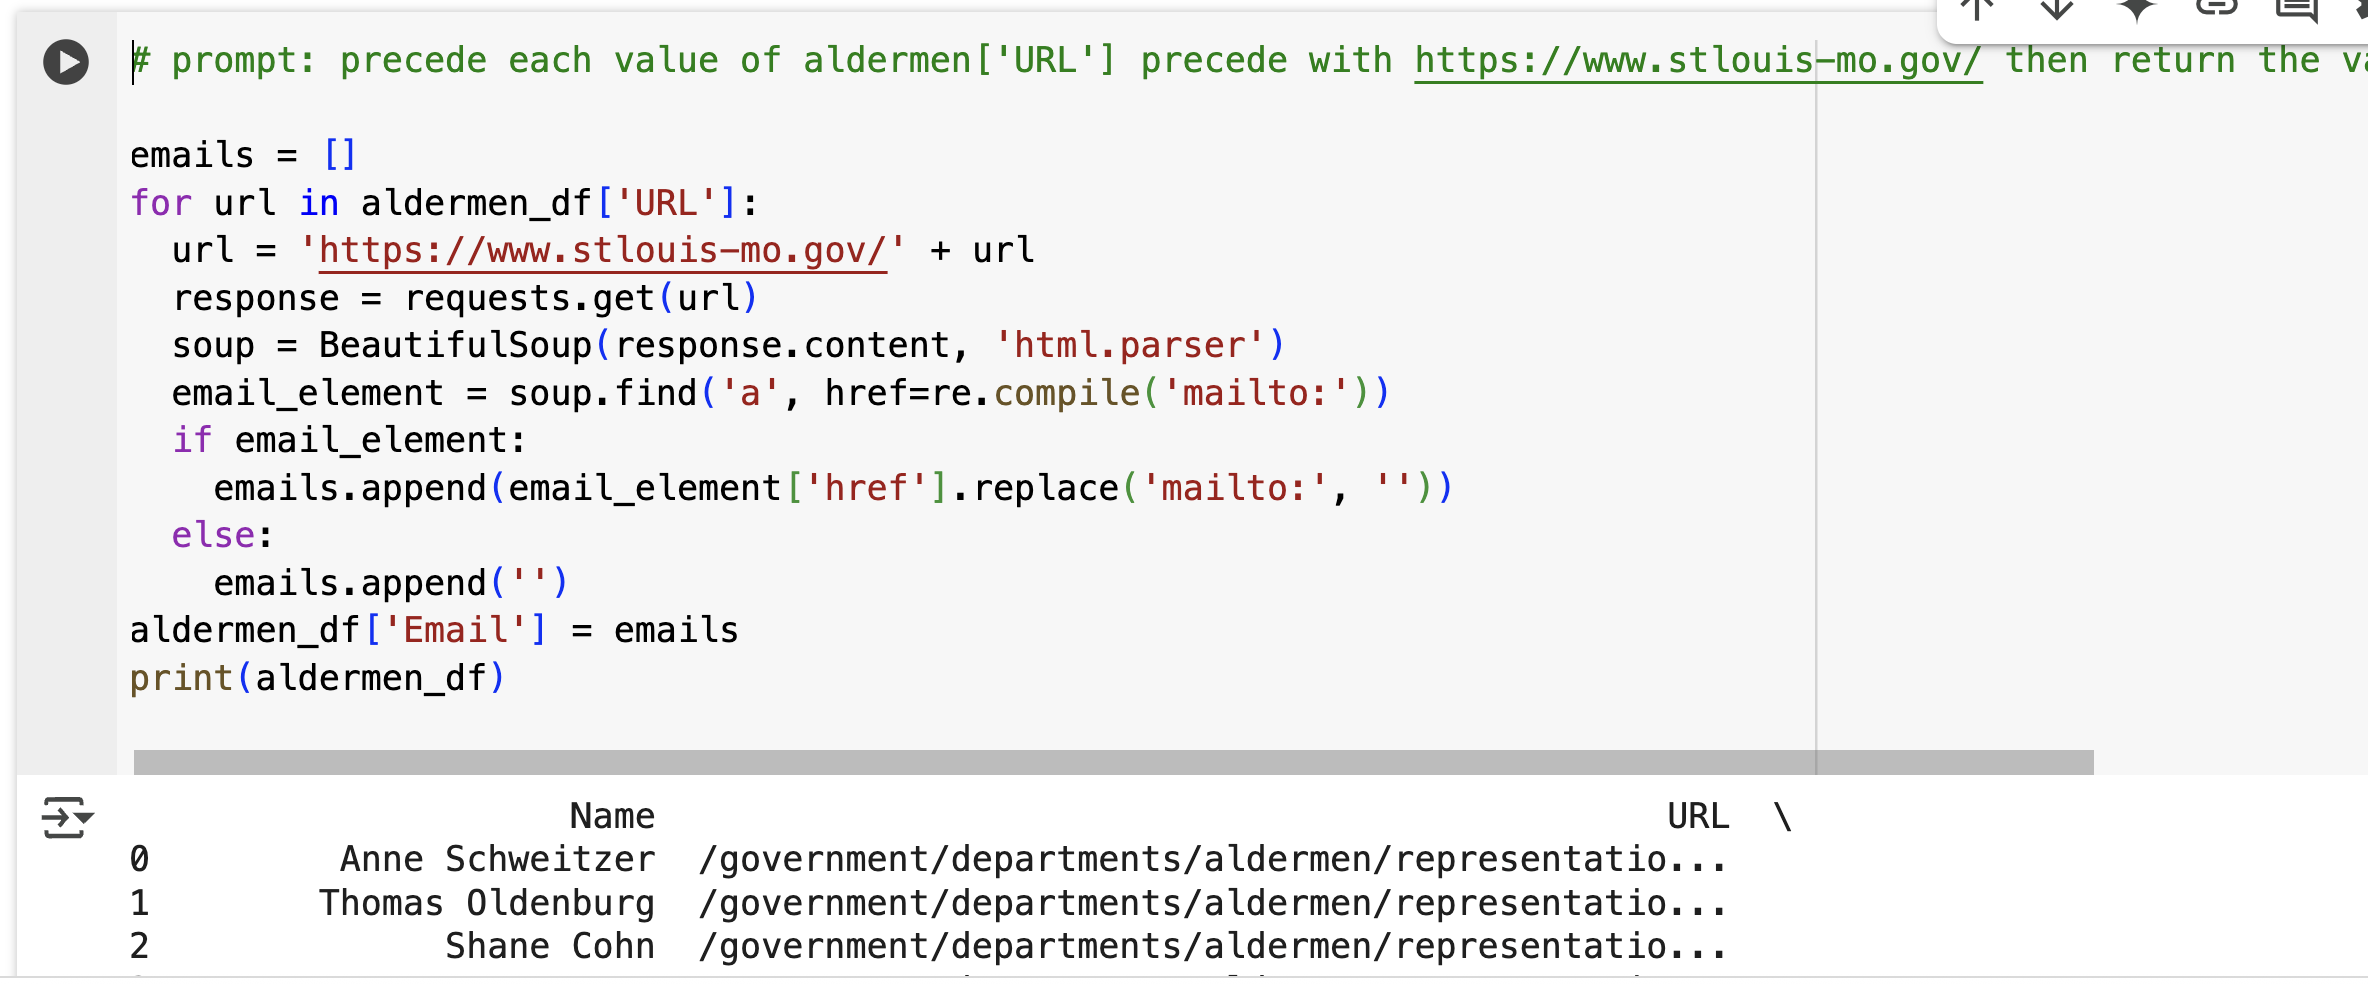 # prompt: precede each value of aldermen['URL'] precede with https://www.stlouis-mo.gov/ then return the
emails = []
for url in aldermen_df['URL']:
  url = 'https://www.stlouis-mo.gov/' + url
  response = requests.get(url)
  soup = BeautifulSoup(response.content, 'html.parser')
  email_element = soup.find('a', href=re.compile('mailto:'))
  if email_element:
    emails.append(email_element['href'].replace('mailto:', ''))
  else:
    emails.append('')
aldermen_df['Email'] = emails
print(aldermen_df)
Name URL \
0 Anne Schweitzer /government/departments/aldermen/representatio...
1 Thomas Oldenburg /government/departments/aldermen/representatio...
2 Shane Cohn /government/departments/aldermen/representatio...